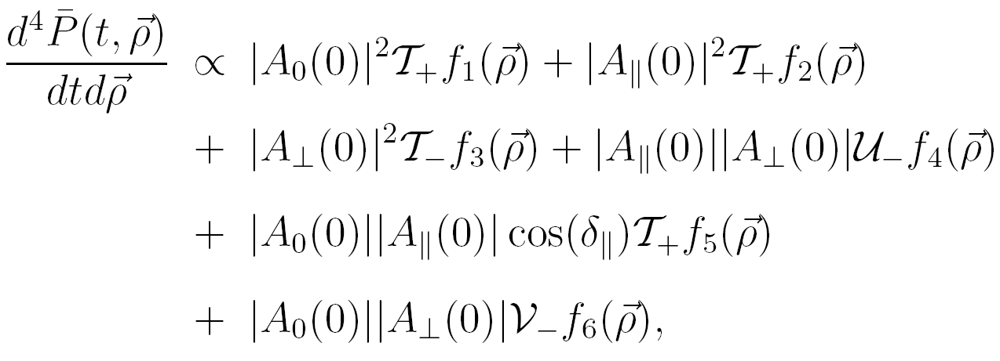 \frac{d^4 \bar{P}(t, \vec{\rho})}{dt d\vec{\rho}} \propto |A_0(0)|^2 \mathcal{T}_+ f_1(\vec{\rho}) + |A_\parallel(0)|^2 \mathcal{T}_+ f_2(\vec{\rho})
+ |A_\perp(0)|^2 \mathcal{T}_- f_3(\vec{\rho}) + |A_\parallel(0)||A_\perp(0)| \mathcal{U}_- f_4(\vec{\rho})
+ |A_0(0)||A_\parallel(0)| \cos(\delta_\parallel) \mathcal{T}_+ f_5(\vec{\rho})
+ |A_0(0)||A_\perp(0)| \mathcal{V}_- f_6(\vec{\rho}),